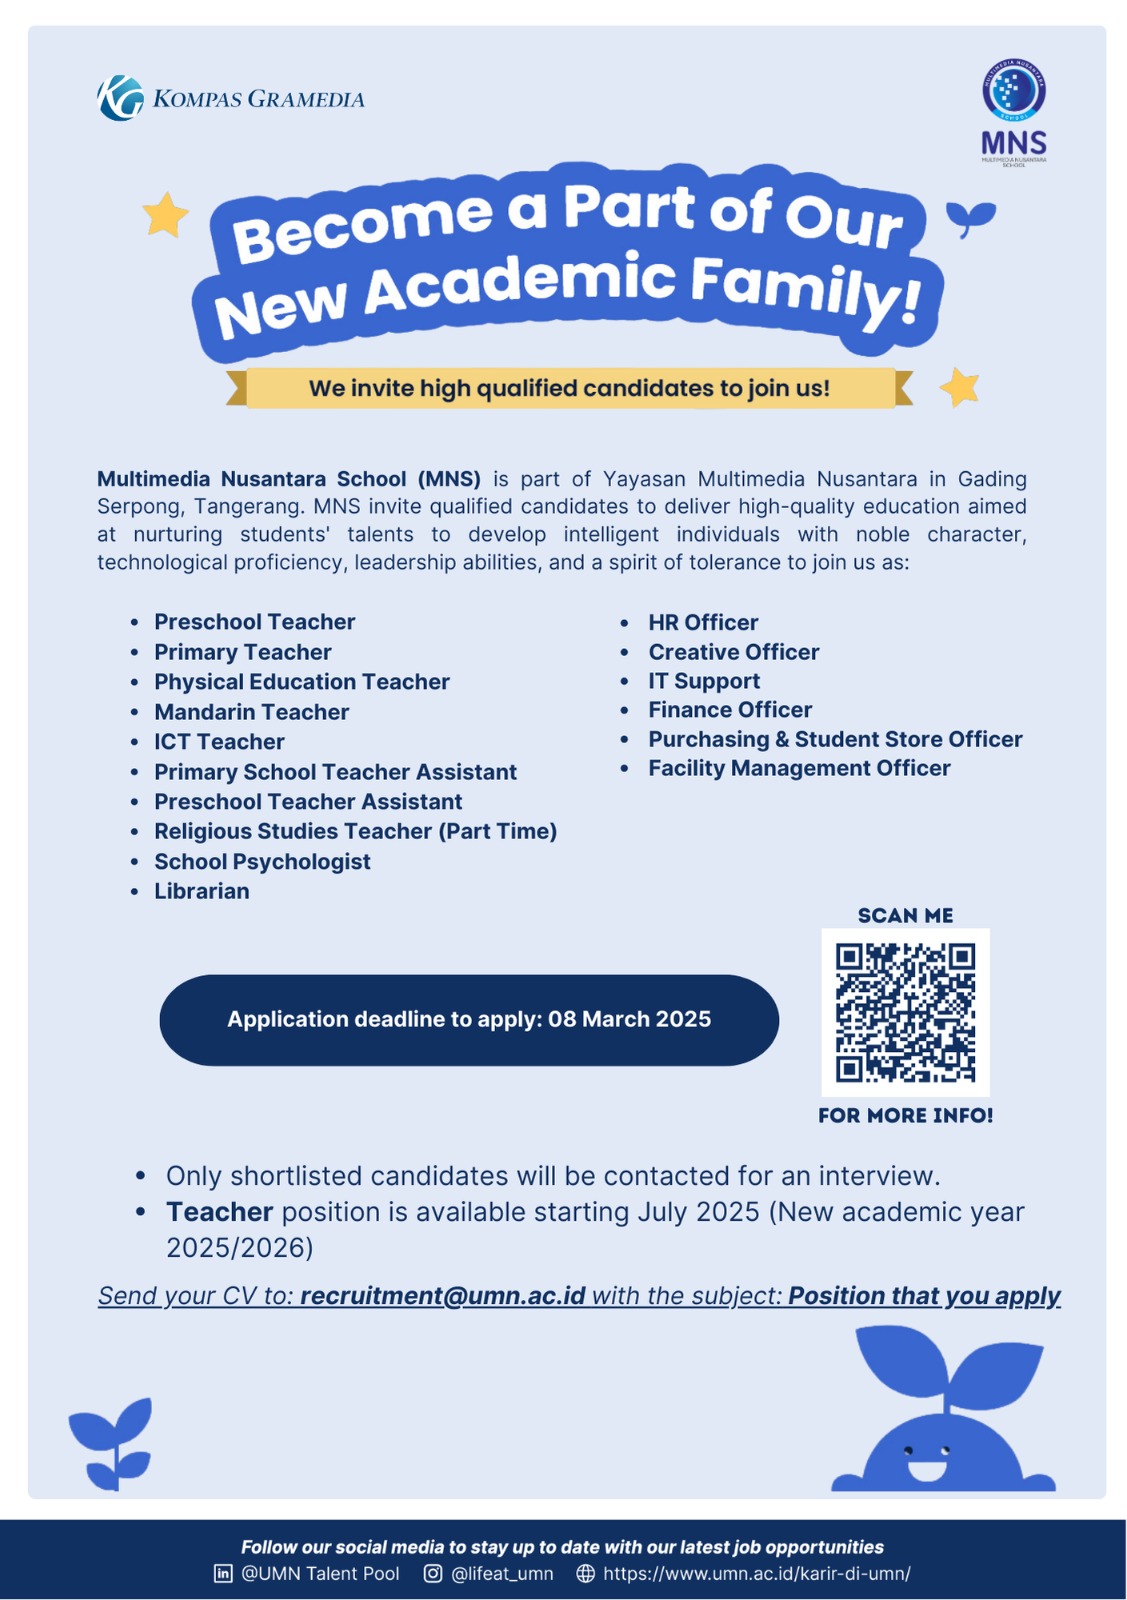 KOMPAS GRAMEDIA
MULTIMEDIA NUSANTARA
SCHOOL
MNS
MULTIMEDIA NUSANTARA
SCHOOL
Become a Part of Our
New Academic Family!
We invite high qualified candidates to join us!
Multimedia Nusantara School (MNS) is part of Yayasan Multimedia Nusantara in Gading
Serpong, Tangerang. MNS invite qualified candidates to deliver high-quality education aimed
at nurturing students' talents to develop intelligent individuals with noble character,
technological proficiency, leadership abilities, and a spirit of tolerance to join us as:
• Preschool Teacher
• Primary Teacher
• Physical Education Teacher
• Mandarin Teacher
• ICT Teacher
• Primary School Teacher Assistant
• Preschool Teacher Assistant
• Religious Studies Teacher (Part Time)
• School Psychologist
• Librarian
• HR Officer
• Creative Officer
• IT Support
• Finance Officer
• Purchasing & Student Store Officer
• Facility Management Officer
SCAN ME
Application deadline to apply: 08 March 2025
FOR MORE INFO!
• Only shortlisted candidates will be contacted for an interview.
• Teacher position is available starting July 2025 (New academic year
2025/2026)
Send your CV to: recruitment@umn.ac.id with the subject: Position that you apply
Follow our social media to stay up to date with our latest job opportunities
@UMN Talent Pool @lifeat_umn https://www.umn.ac.id/karir-di-umn/